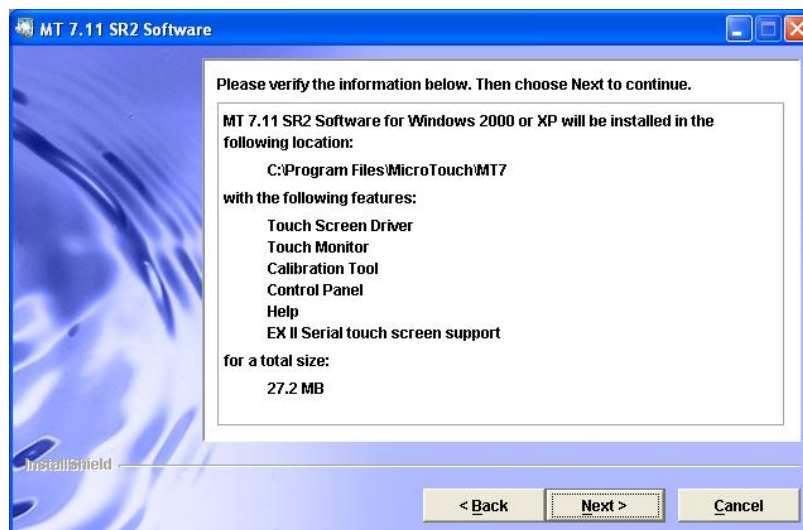 MT 7.11 SR2 Software
Please verify the information below. Then choose Next to continue.
MT 7.11 SR2 Software for Windows 2000 or XP will be installed in the
following location:
C:\Program Files\MicroTouch\MT7
with the following features:
Touch Screen Driver
Touch Monitor
Calibration Tool
Control Panel
Help
EX II Serial touch screen support
for a total size:
27.2 MB
InstallShield
< Back
Next >
Cancel